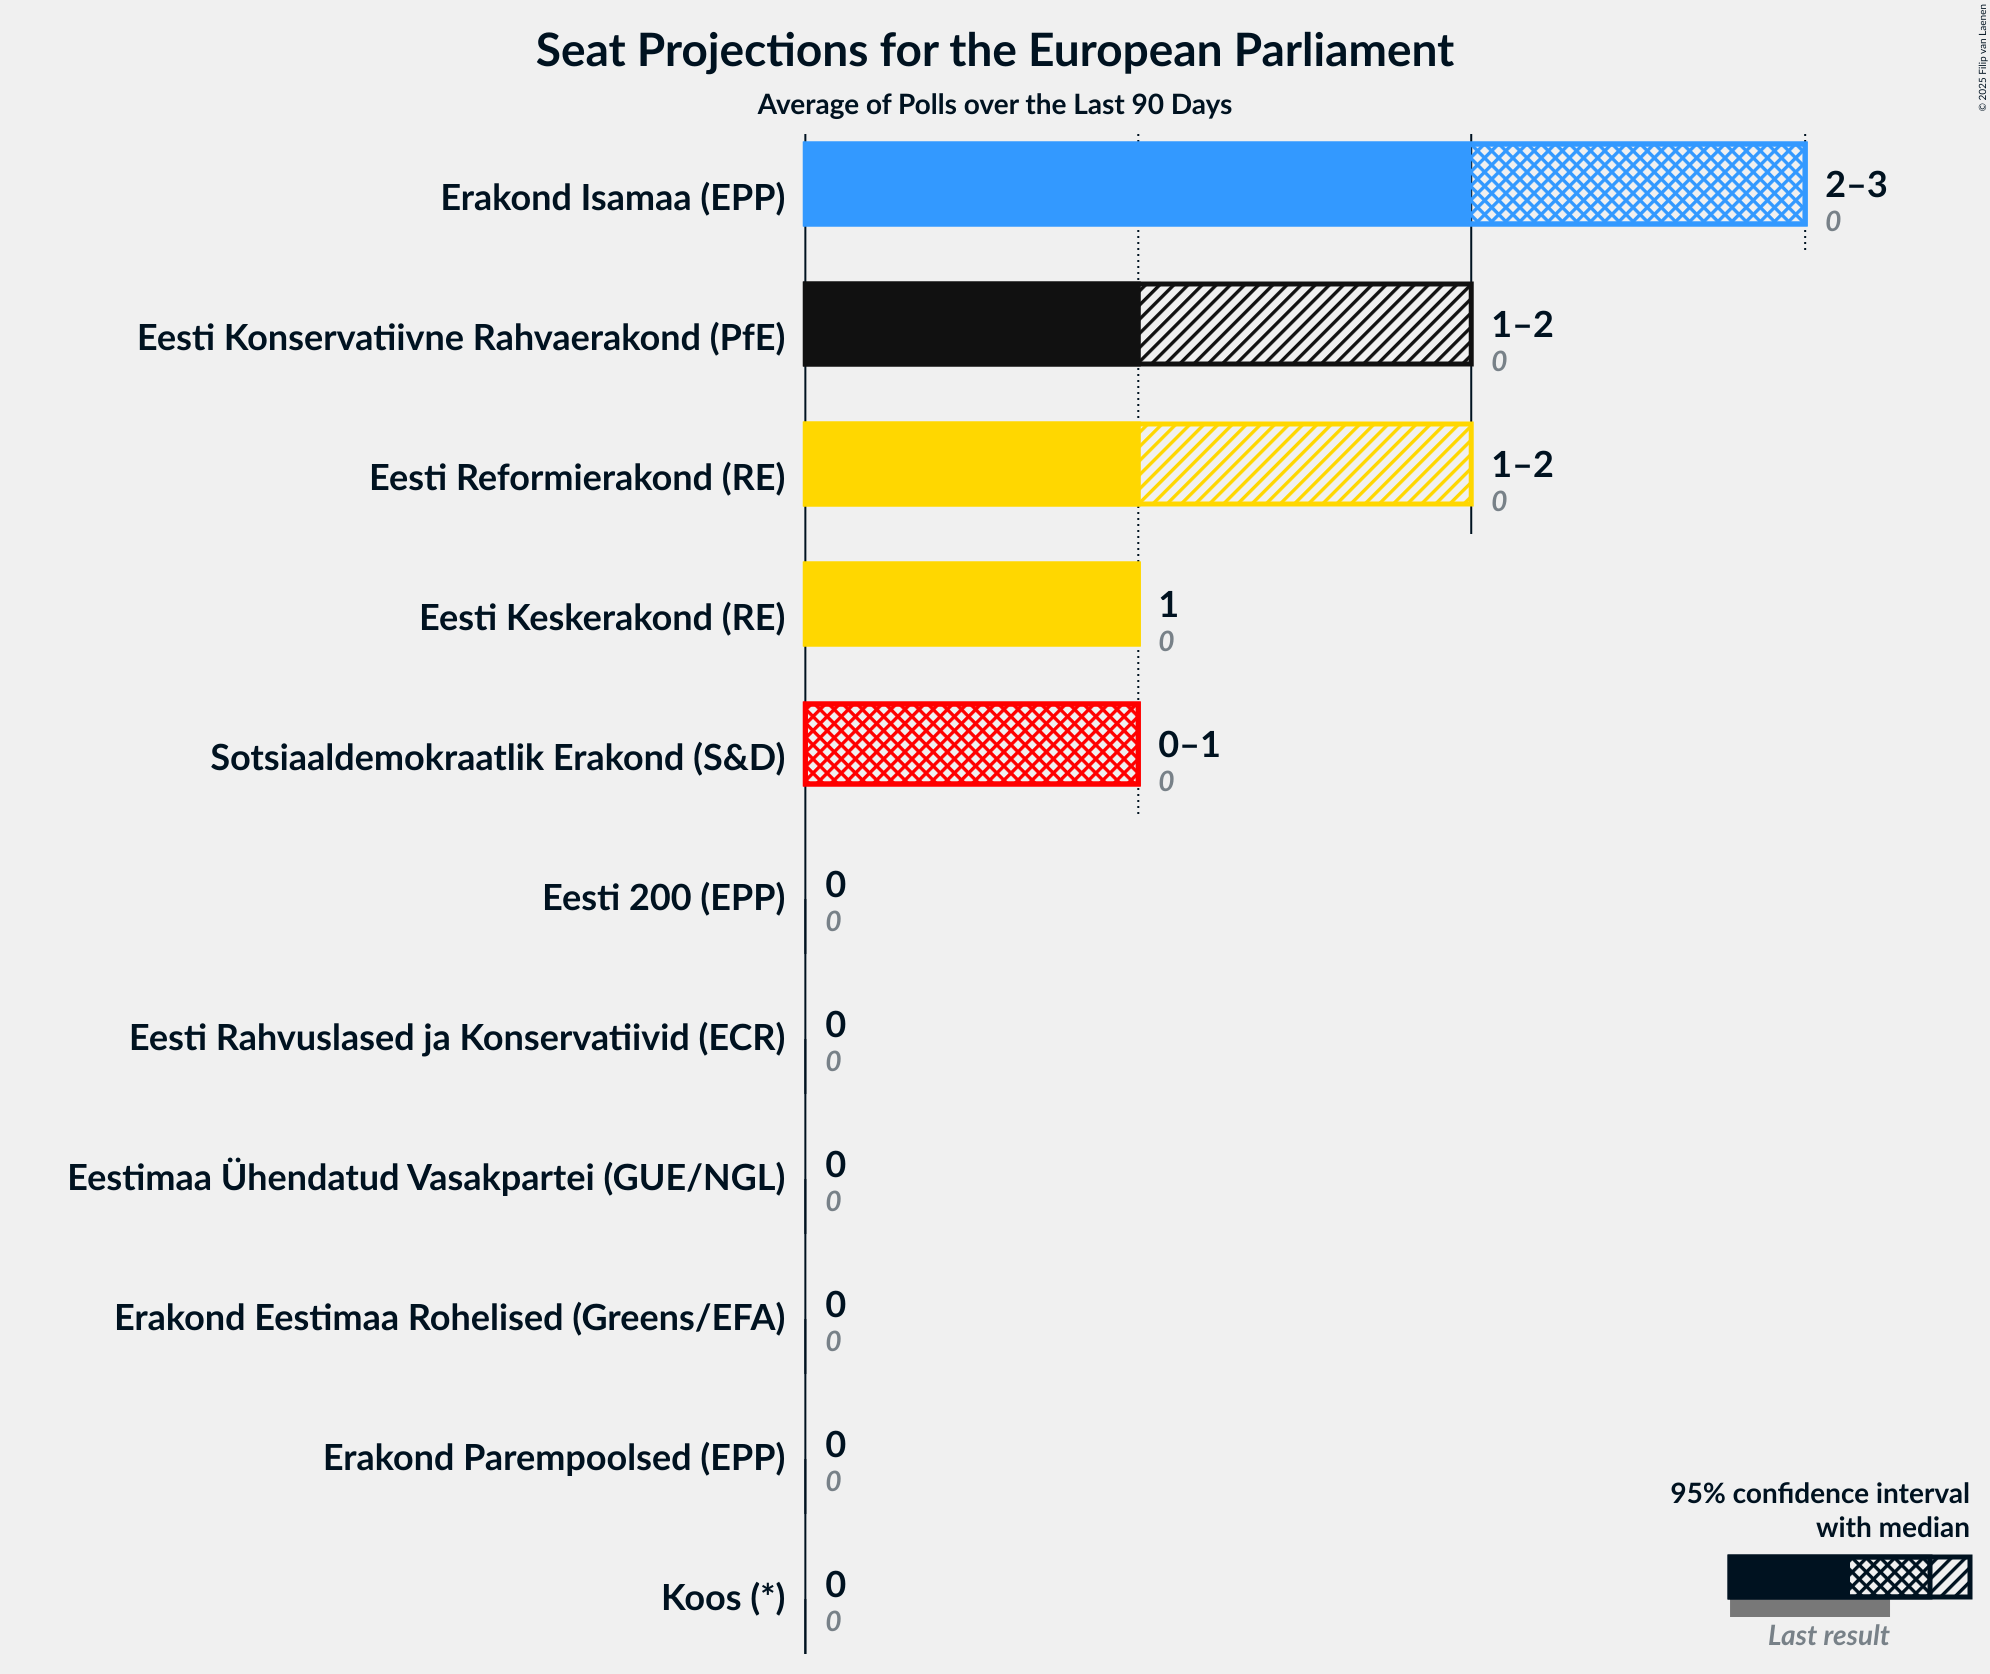 © 2025 Filip van Laenen
Seat Projections for the European Parliament
Average of Polls over the Last 90 Days
Erakond Isamaa (EPP)
2–3
0
Eesti Konservatiivne Rahvaerakond (PfE)
1–2
0
Eesti Reformierakond (RE)
1–2
0
Eesti Keskerakond (RE)
1
0
Sotsiaaldemokraatlik Erakond (S&D)
0–1
0
Eesti 200 (EPP)
0
0
Eesti Rahvuslased ja Konservatiivid (ECR)
0
0
Eestimaa Ühendatud Vasakpartei (GUE/NGL)
0
0
Erakond Eestimaa Rohelised (Greens/EFA)
0
0
Erakond Parempoolsed (EPP)
0
0
Koos (*)
0
0
95% confidence interval
with median
Last result